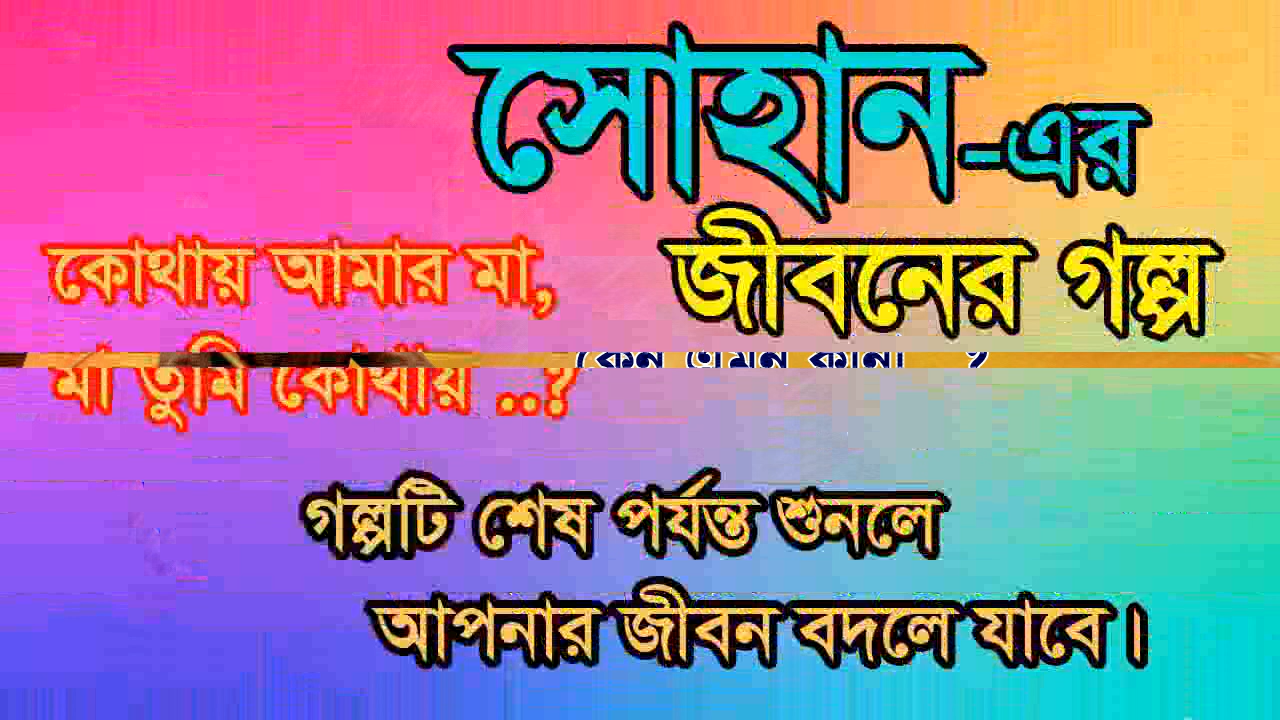 সোহান-এর
জীবনের গল্প
কোথায় আমার মা,
মা তুমি কোথায় ..?
গল্পটি শেষ পর্যন্ত শুনলে
আপনার জীবন বদলে যাবে।